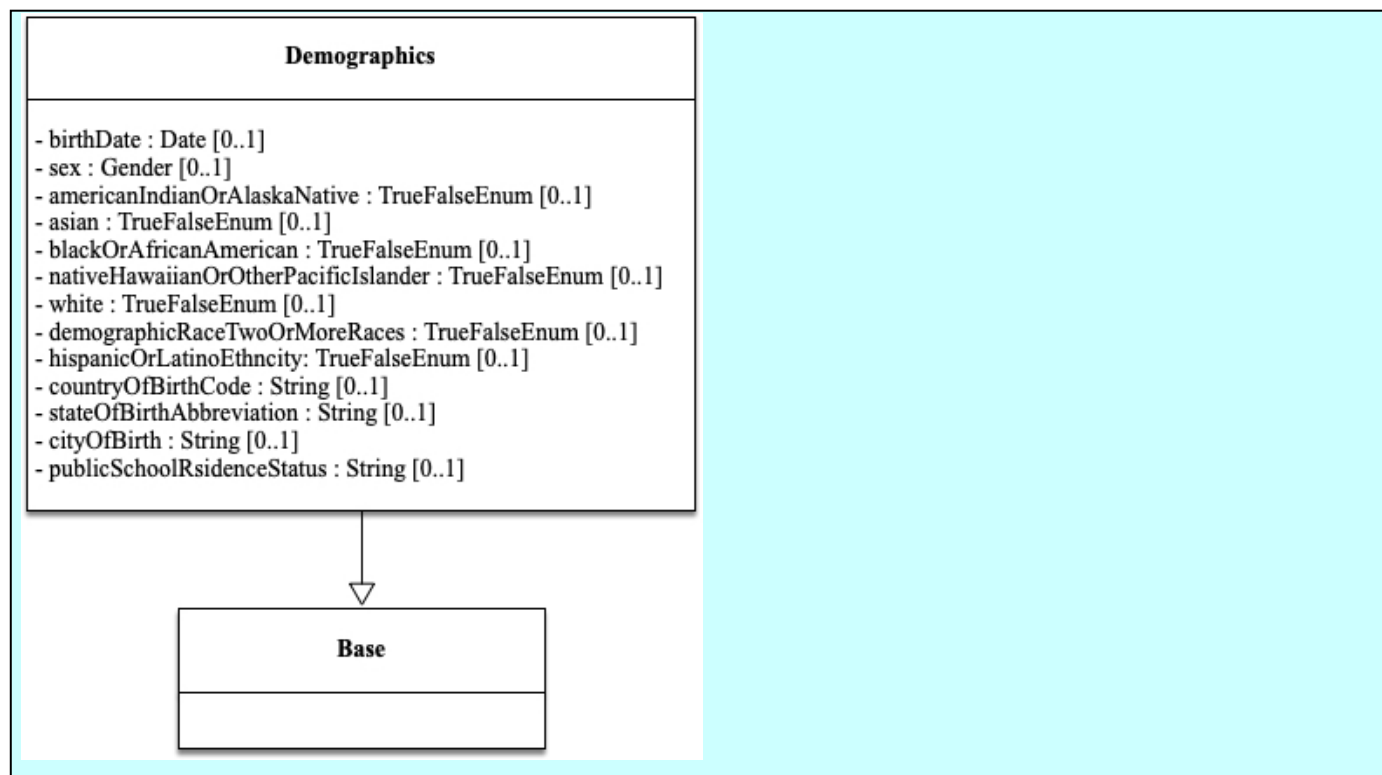 Demographics
- birthDate : Date [0..1]
- sex : Gender [0..1]
- americanIndianOrAlaskaNative : TrueFalseEnum [0..1]
- asian : TrueFalseEnum [0..1]
- blackOrAfricanAmerican : TrueFalseEnum [0..1]
- nativeHawaiianOrOtherPacificIslander : TrueFalseEnum [0..1]
- white : TrueFalseEnum [0..1]
- demographicRaceTwoOrMoreRaces : TrueFalseEnum [0..1]
- hispanicOrLatinoEthncity: TrueFalseEnum [0..1]
- countryOfBirthCode : String [0..1]
- stateOfBirthAbbreviation : String [0..1]
- cityOfBirth : String [0..1]
- publicSchoolRsidenceStatus : String [0..1]
Base